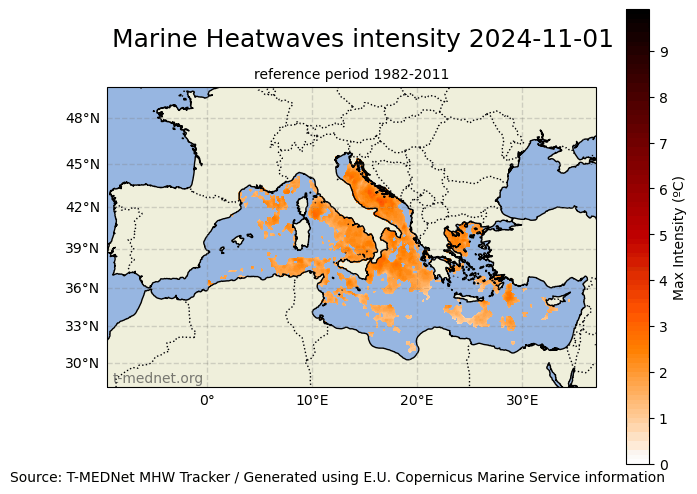 Marine Heatwaves intensity 2024-11-01
reference period 1982-2011
48°N
45°N
42°N
39°N
36°N
33°N
30°N
t-mednet.org
0°
10°E
20°E
30°E
9
8
7
6
5
4
3
2
1
0
Max Intensity (ºC)
Source: T-MEDNet MHW Tracker / Generated using E.U. Copernicus Marine Service information